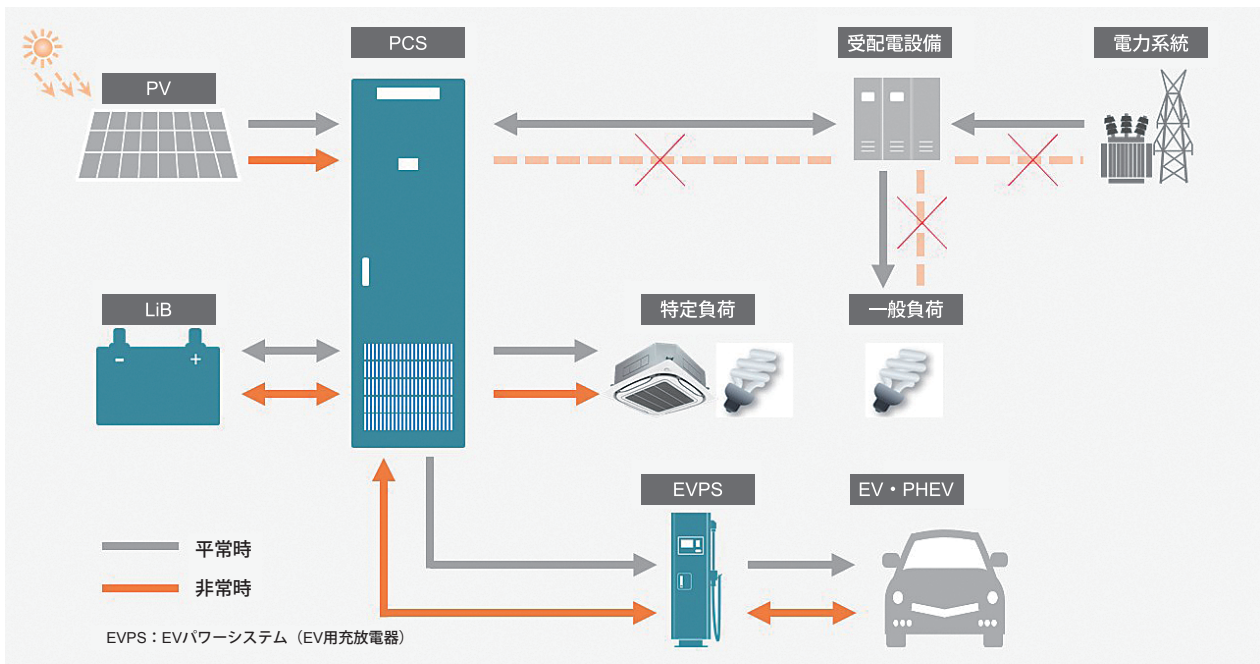 PCS
受配電設備
電力系統
PV
LiB
- +
特定負荷
一般負荷
EVPS
EV・PHEV
平常時
非常時
EVPS：EVパワーシステム（EV用充放電器）